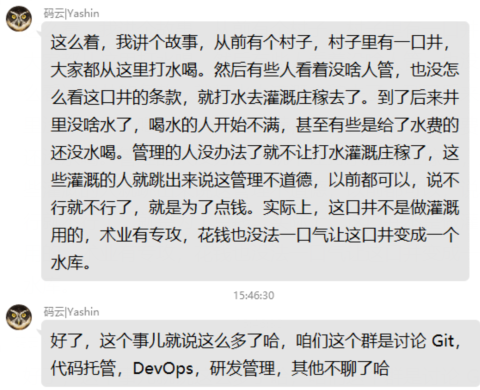 码云|Yashin
这么着，我讲个故事，从前有个村子，村子里有一口井，
大家都从这里打水喝。然后有些人看着没啥人管，也没怎
么看这口井的条款，就打水去灌溉庄稼去了。到了后来井
里没啥水了，喝水的人开始不满，甚至有些是给了水费的
还没水喝。管理的人没办法了就不让打水灌溉庄稼了，这
些灌溉的人就跳出来说这管理不道德，以前都可以，说不
行就不行了，就是为了点钱。实际上，这口井不是做灌溉
用的，术业有专攻，花钱也没法一口气让这口井变成一个
水库。
15:46:30
码云|Yashin
好了，这个事儿就说这么多了哈，咱们这个群是讨论 Git，
代码托管，DevOps，研发管理，其他不聊了哈